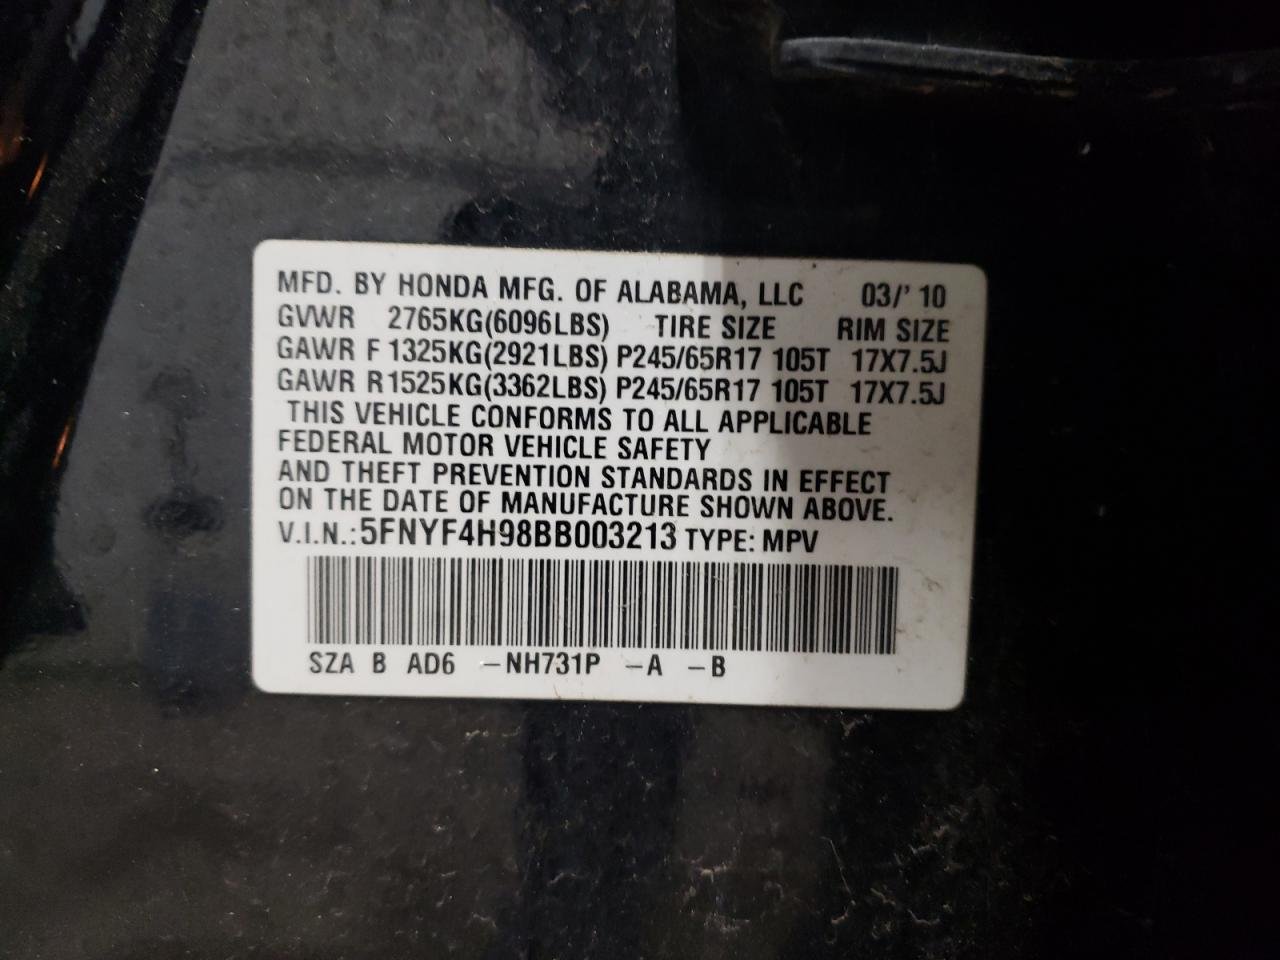 MFD. BY HONDA MFG. OF ALABAMA, LLC 03/'10
GVWR 2765KG(6096LBS) TIRE SIZE RIM SIZE
GAWR F 1325KG(2921LBS) P245/65R17 105T 17X7.5J
GAWR R 1525KG(3362LBS) P245/65R17 105T 17X7.5J
THIS VEHICLE CONFORMS TO ALL APPLICABLE
FEDERAL MOTOR VEHICLE SAFETY
AND THEFT PREVENTION STANDARDS IN EFFECT
ON THE DATE OF MANUFACTURE SHOWN ABOVE.
V.I.N.: 5FNYF4H98BB003213 TYPE: MPV
SZA B AD6 –NH731P –A –B